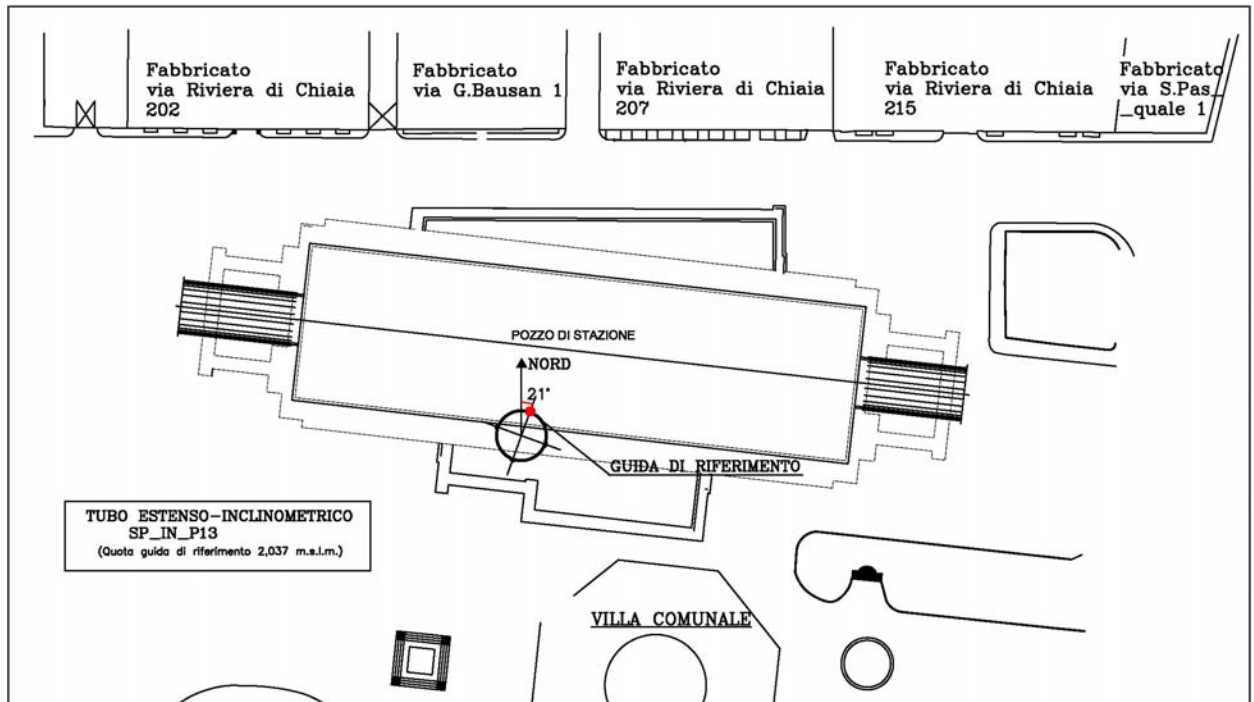 Fabbricato
via Riviera di Chiaia
202
Fabbricato
via G.Bausan 1
Fabbricato
via Riviera di Chiaia
207
Fabbricato
via Riviera di Chiaia
215
Fabbricato
via S.Pas_
_quale 1
POZZO DI STAZIONE
NORD
21°
GUIDA DI RIFERIMENTO
TUBO ESTENSO-INCLINOMETRICO
SP_IN_P13
(Quota guida di riferimento 2,037 m.s.l.m.)
VILLA COMUNALE